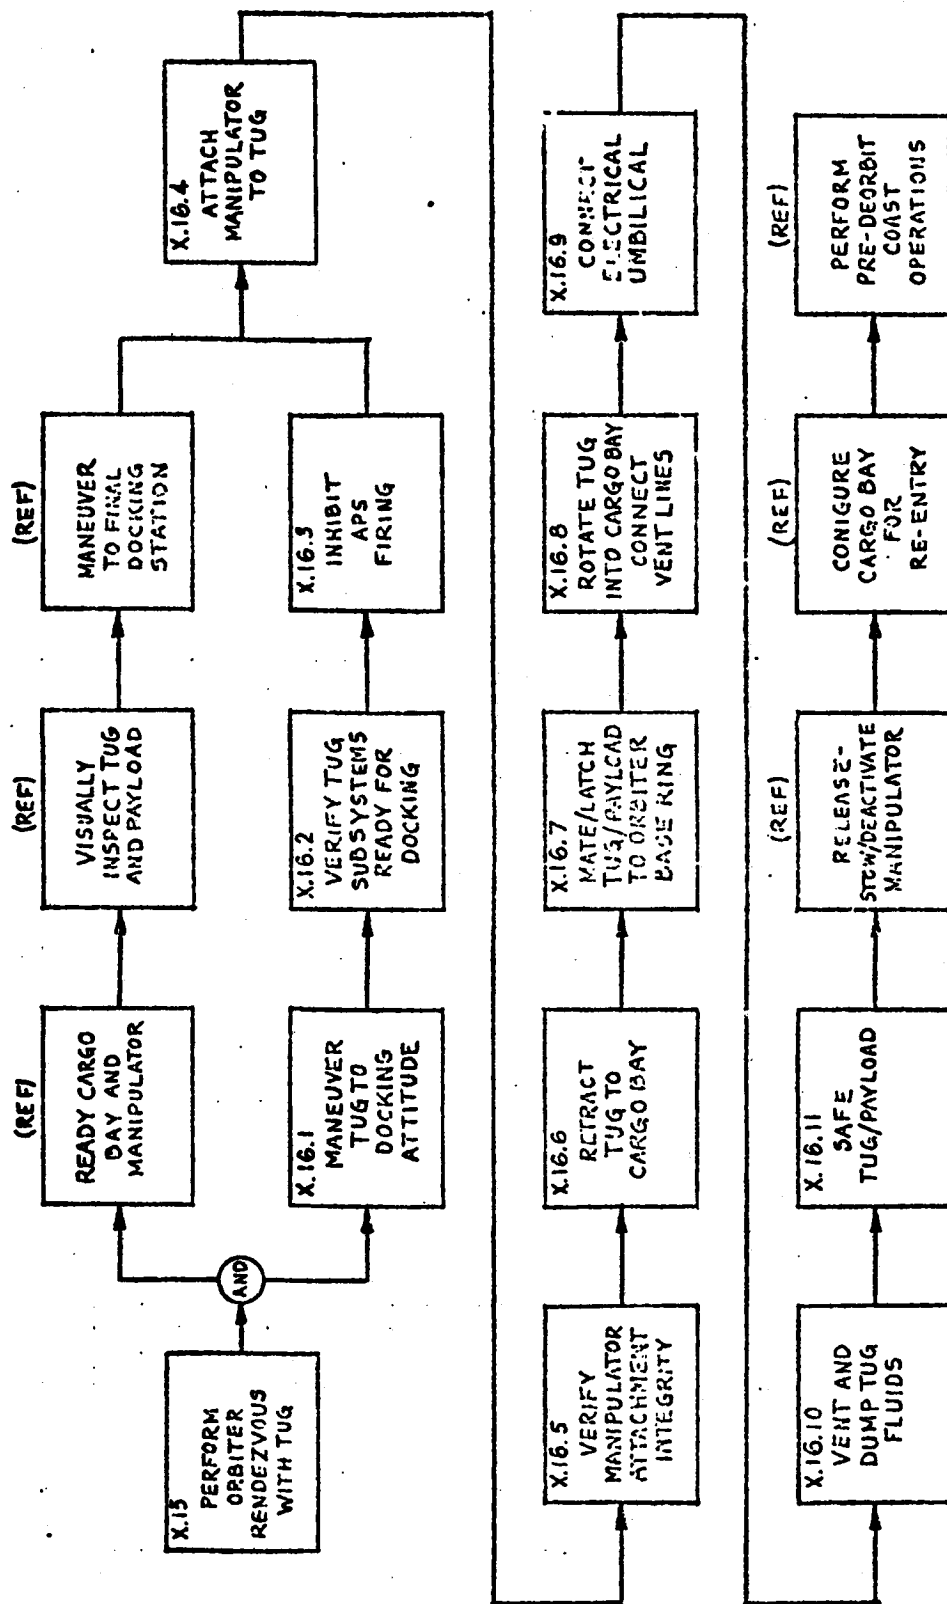 X.15
PERFORM
ORBITER
RENDEZVOUS
WITH TUG
AND
(REF)
READY CARGO
BAY AND
MANIPULATOR
(REF)
VISUALLY
INSPECT TUG
AND PAYLOAD
(REF)
MANEUVER
TO FINAL
DOCKING
STATION
X.16.1
MANEUVER
TUG TO
DOCKING
ATTITUDE
X.16.2
VERIFY TUG
SUBSYSTEMS
READY FOR
DOCKING
X.16.3
INHIBIT
APS
FIRING
X.16.4
ATTACH
MANIPULATOR
TO TUG
X.16.5
VERIFY
MANIPULATOR
ATTACHMENT
INTEGRITY
X.16.6
RETRACT
TUG TO
CARGO BAY
X.16.7
MATE/LATCH
TUG/PAYLOAD
TO ORBITER
BASE RING
X.16.8
ROTATE TUG
INTO CARGO BAY
CONNECT
VENT LINES
X.16.9
CONNECT
ELECTRICAL
UMBILICAL
X.16.10
VENT AND
DUMP TUG
FLUIDS
X.16.11
SAFE
TUG/PAYLOAD
(REF)
RELEASE-
STOW/DEACTIVATE
MANIPULATOR
(REF)
CONIGURE
CARGO BAY
FOR
RE-ENTRY
(REF)
PERFORM
PRE-DEORBIT
COAST
OPERATIONS